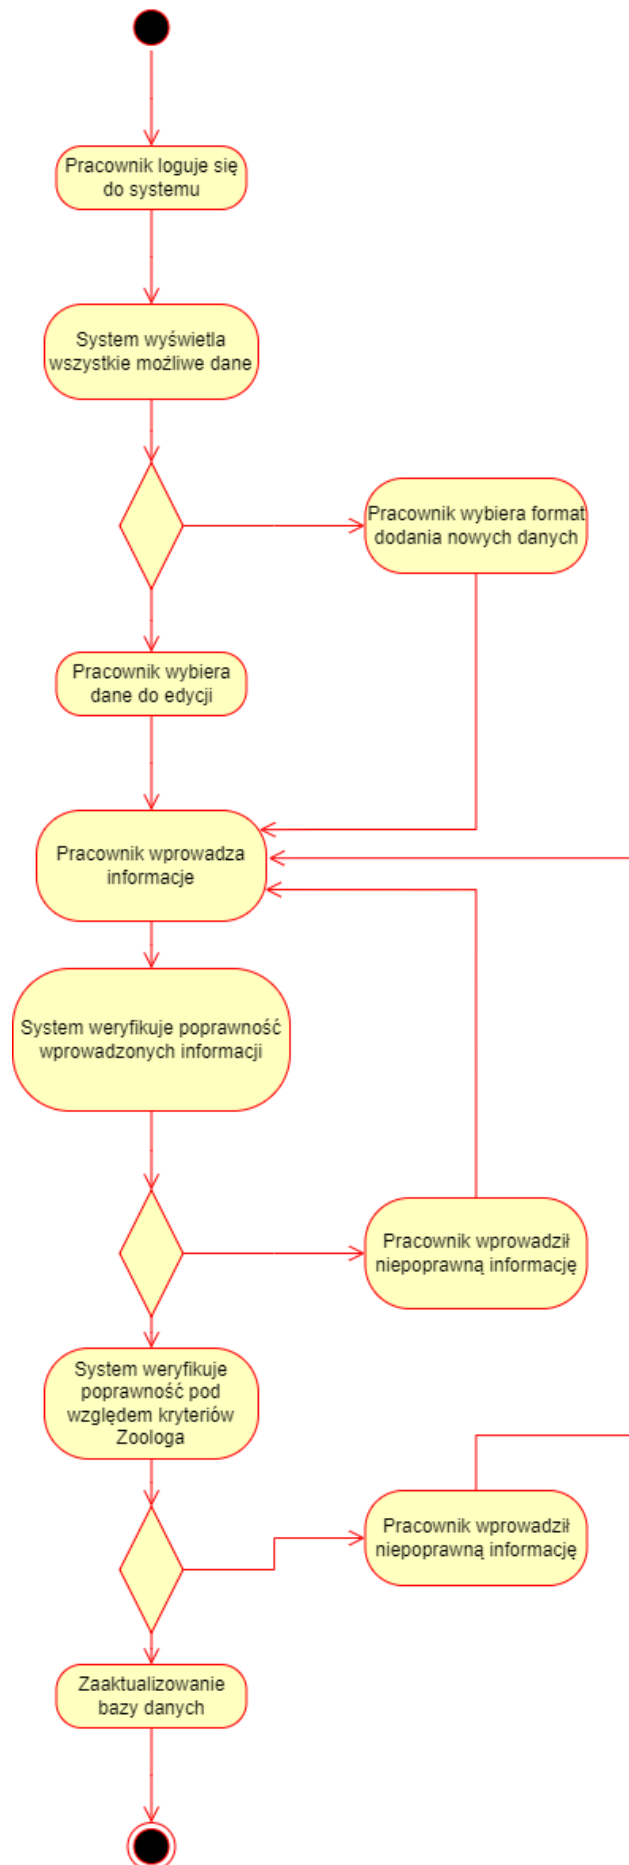 Pracownik loguje się
do systemu
System wyświetla
wszystkie możliwe dane
Pracownik wybiera format
dodania nowych danych
Pracownik wybiera
dane do edycji
Pracownik wprowadza
informacje
System weryfikuje poprawność
wprowadzonych informacji
Pracownik wprowadził
niepoprawną informację
System weryfikuje
poprawność pod
względem kryteriów
Zoologa
Pracownik wprowadził
niepoprawną informację
Zaaktualizowanie
bazy danych